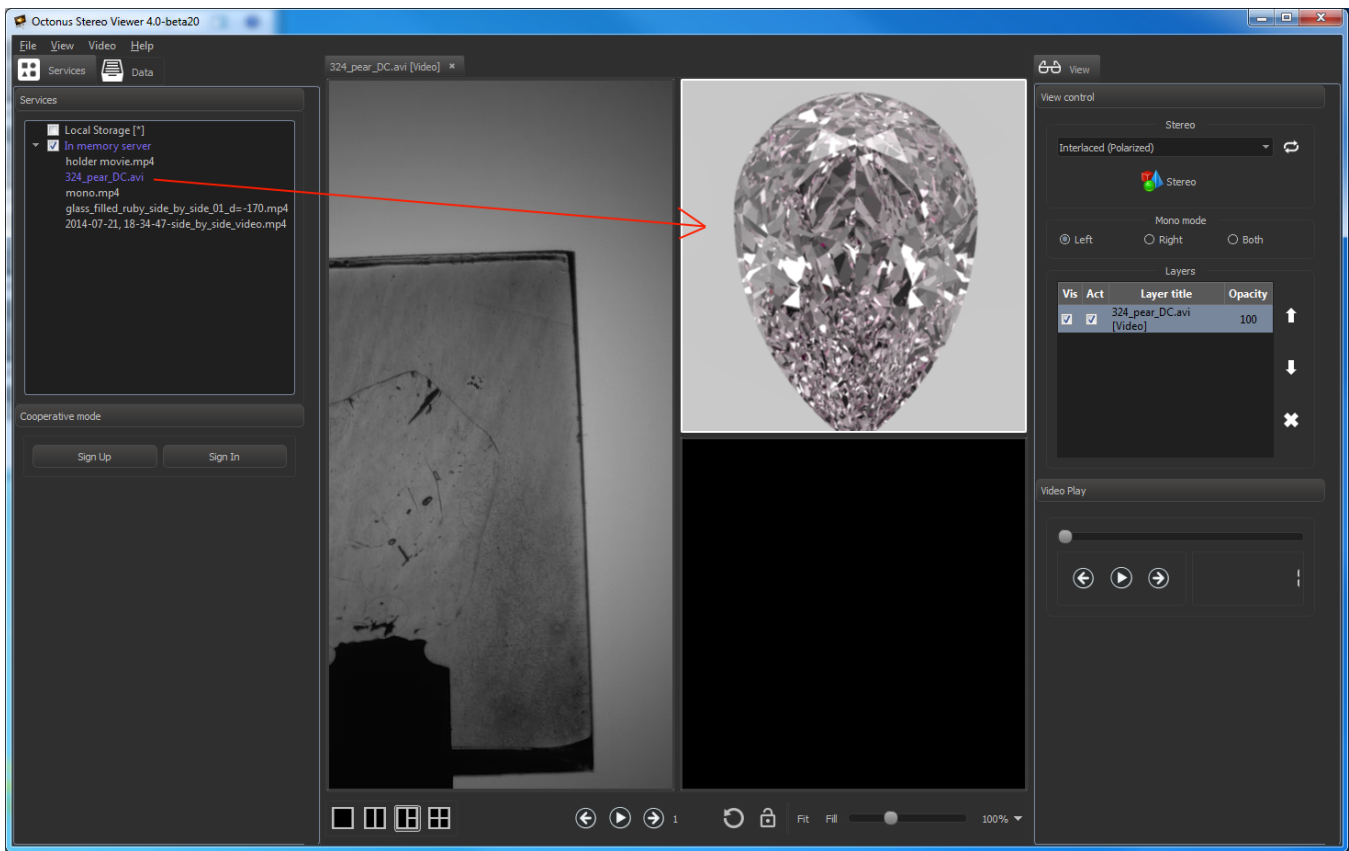 Octonus Stereo Viewer 4.0-beta20
File View Video Help
Services Data
324_pear_DC.avi [Video] ×
View
Services
Local Storage [*]
In memory server
holder movie.mp4
324_pear_DC.avi
mono.mp4
glass_filled_ruby_side_by_side_01_d=-170.mp4
2014-07-21, 18-34-47-side_by_side_video.mp4
Cooperative mode
Sign Up Sign In
View control
Stereo
Interlaced (Polarized)
Stereo
Mono mode
Left Right Both
Layers
Vis Act Layer title Opacity
324_pear_DC.avi 100
[Video]
Video Play
1 Fit Fill 100%